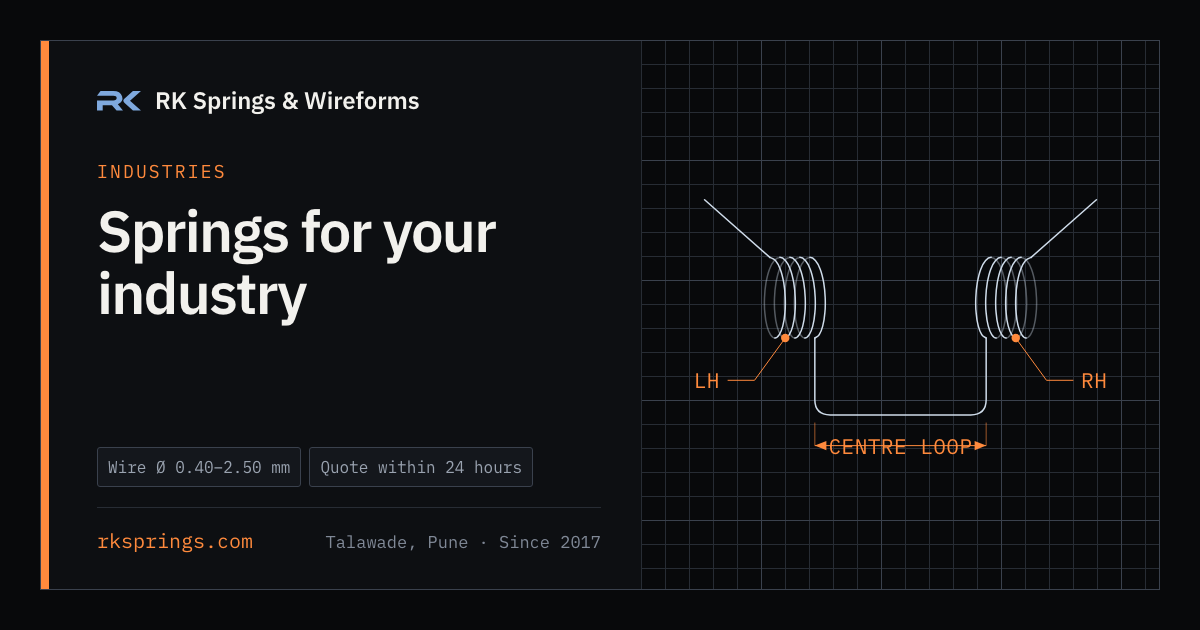 RK RK Springs & Wireforms
INDUSTRIES
Springs for your
industry
Wire Ø 0.40–2.50 mm
Quote within 24 hours
rksprings.com
Talawade, Pune · Since 2017
LH
RH
CENTRE LOOP